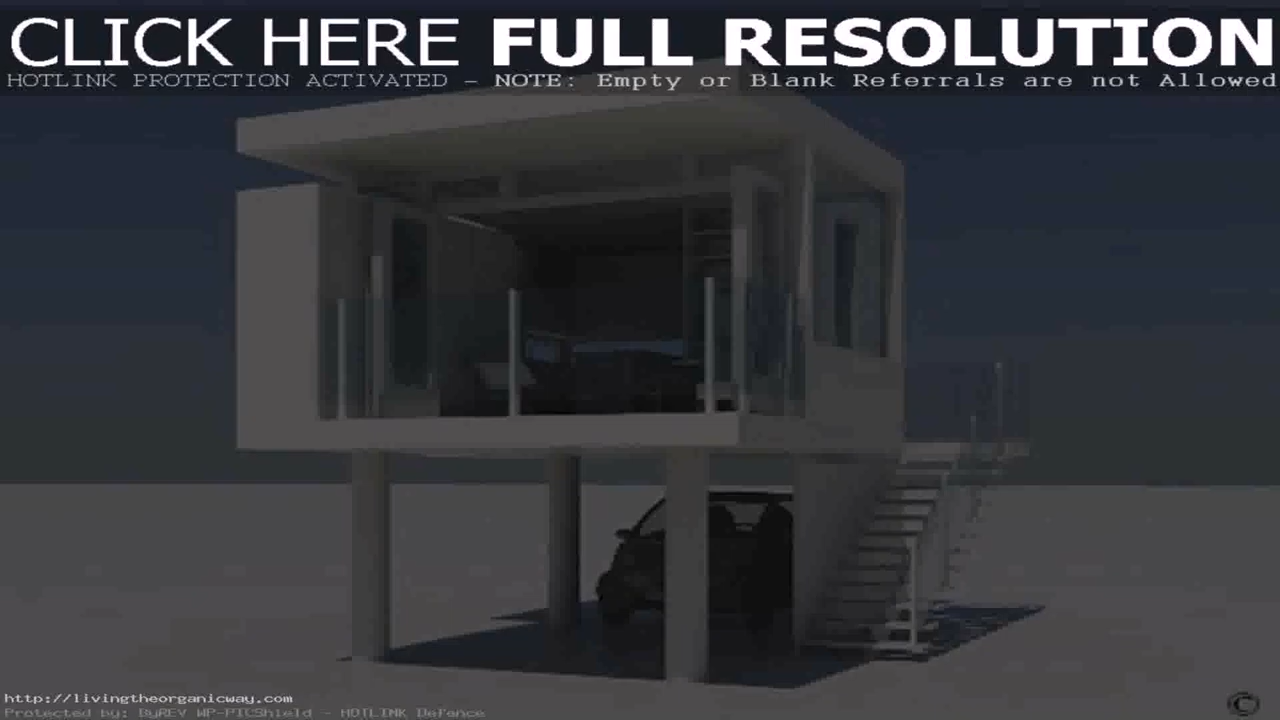 CLICK HERE FULL RESOLUTION
HOTLINK PROTECTION ACTIVATED – NOTE: Empty or Blank Referrals are not Allowed
http://livingtheorganicway.com
Protected by: ByREV WP-PICShield – HOTLINK Defence
©